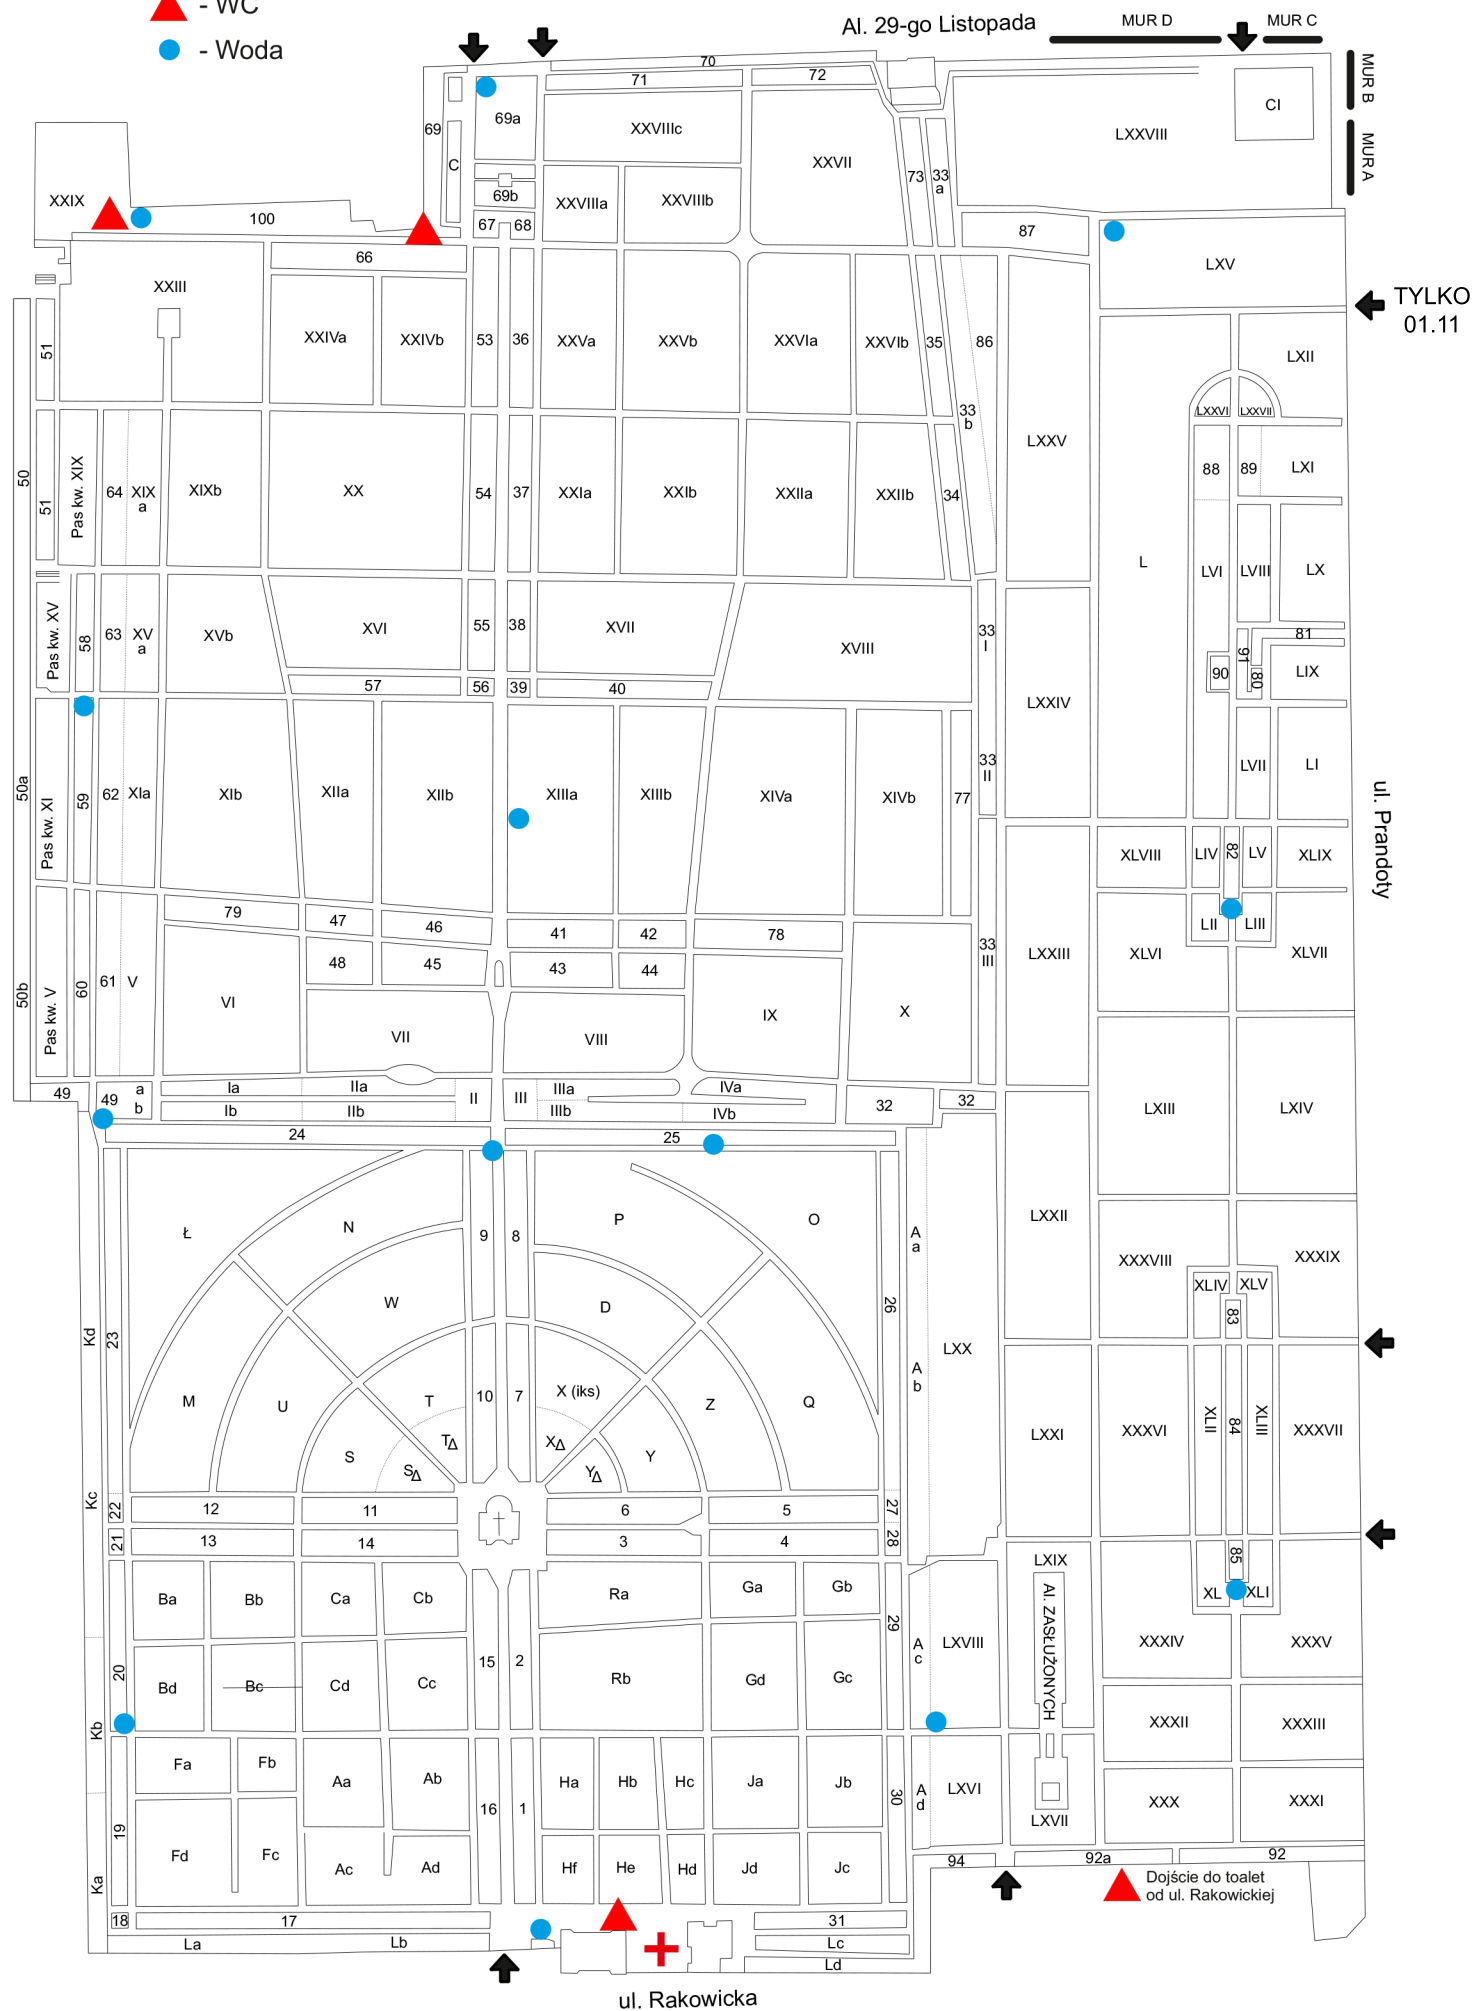 - WC
- Woda
Al. 29-go Listopada
MUR D
MUR C
MUR B
MUR A
70
71
72
69
69a
C
XXVIIIc
XXVII
73
33
a
LXXVIII
CI
XXIX
100
69b
67
68
XXVIIIa
XXVIIIb
87
LXV
66
XXIII
TYLKO
01.11
51
XXIVa
XXIVb
53
36
XXVa
XXVb
XXVIa
XXVIb
35
86
LXII
33
b
LXXVI
LXXVII
LXXV
50
51
Pas kw. XIX
64
XIX
a
XIXb
XX
54
37
XXIa
XXIb
XXIIa
XXIIb
34
88
89
LXI
L
LVI
LVIII
LX
Pas kw. XV
58
63
XV
a
XVb
XVI
55
38
XVII
XVIII
33
I
81
91
90
80
LIX
57
56
39
40
LXXIV
50a
Pas kw. XI
59
62
XIa
XIb
XIIa
XIIb
XIIIa
XIIIb
XIVa
XIVb
77
33
II
LVII
LI
ul. Prandoty
XLVIII
LIV
82
LV
XLIX
79
47
46
41
42
78
LII
LIII
48
45
43
44
33
III
LXXIII
XLVI
XLVII
50b
Pas kw. V
60
61
V
VI
VII
VIII
IX
X
49
49
a
b
Ia
IIa
II
III
IIIa
IVa
Ib
IIb
IIIb
IVb
32
32
LXIII
LXIV
24
25
Ł
N
9
8
P
O
A
a
LXXII
XXXVIII
XXXIX
XLIV
XLV
83
W
D
26
Kd
23
LXX
A
b
M
U
T
10
7
X (iks)
Z
Q
S
TΔ
SΔ
XΔ
YΔ
Y
LXXI
XXXVI
XLII
84
XLIII
XXXVII
Kc
22
12
11
6
5
27
21
13
14
3
4
28
LXIX
85
XL
XLI
Ba
Bb
Ca
Cb
Ra
Ga
Gb
29
Al. ZASŁUŻONYCH
20
Bd
Bc
Cd
Cc
15
2
Rb
Gd
Gc
A
c
LXVIII
XXXIV
XXXV
Kb
XXXII
XXXIII
Fa
Fb
Aa
Ab
16
1
Ha
Hb
Hc
Ja
Jb
30
A
d
LXVI
LXVII
XXX
XXXI
Ka
19
Fd
Fc
Ac
Ad
Hf
He
Hd
Jd
Jc
94
92a
92
Dojście do toalet
od ul. Rakowickiej
18
17
31
La
Lb
Lc
Ld
ul. Rakowicka